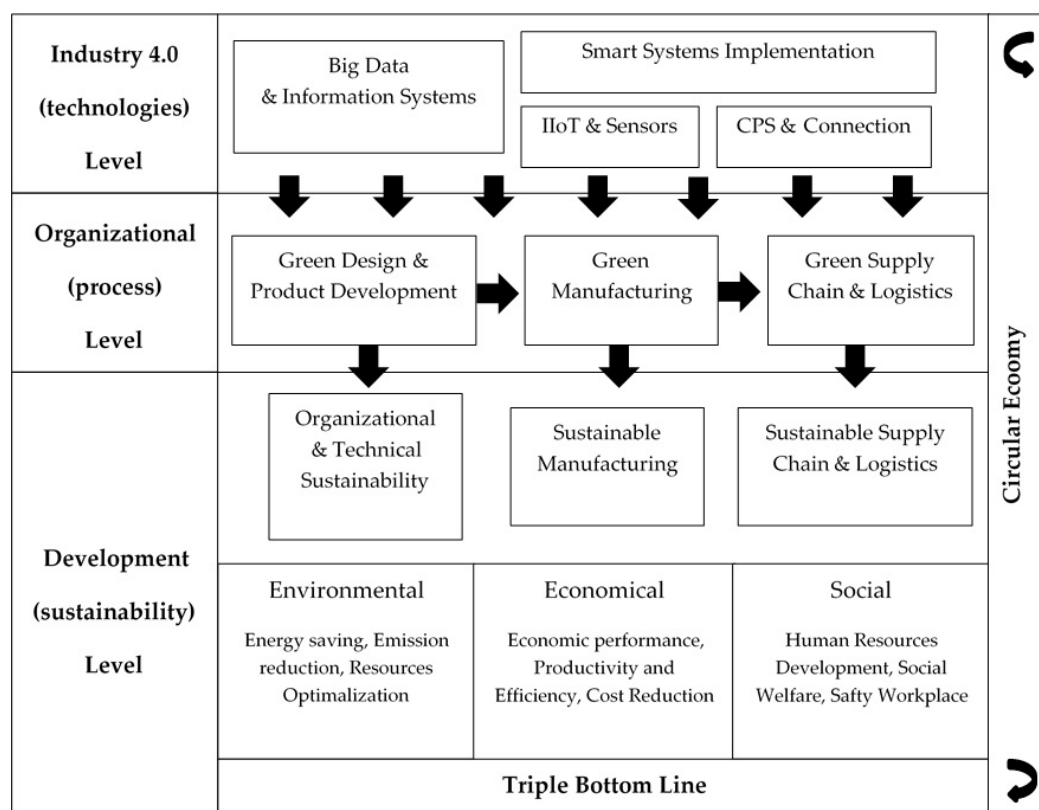 Industry 4.0
(technologies)
Level
Big Data
& Information Systems
Smart Systems Implementation
IIoT & Sensors
CPS & Connection
Organizational
(process)
Level
Green Design &
Product Development
Green
Manufacturing
Green Supply
Chain & Logistics
Development
(sustainability)
Level
Organizational
& Technical
Sustainability
Sustainable
Manufacturing
Sustainable Supply
Chain & Logistics
Environmental
Energy saving, Emission
reduction, Resources
Optimalization
Economical
Economic performance,
Productivity and
Efficiency, Cost Reduction
Social
Human Resources
Development, Social
Welfare, Safty Workplace
Triple Bottom Line
Circular Ecoomy